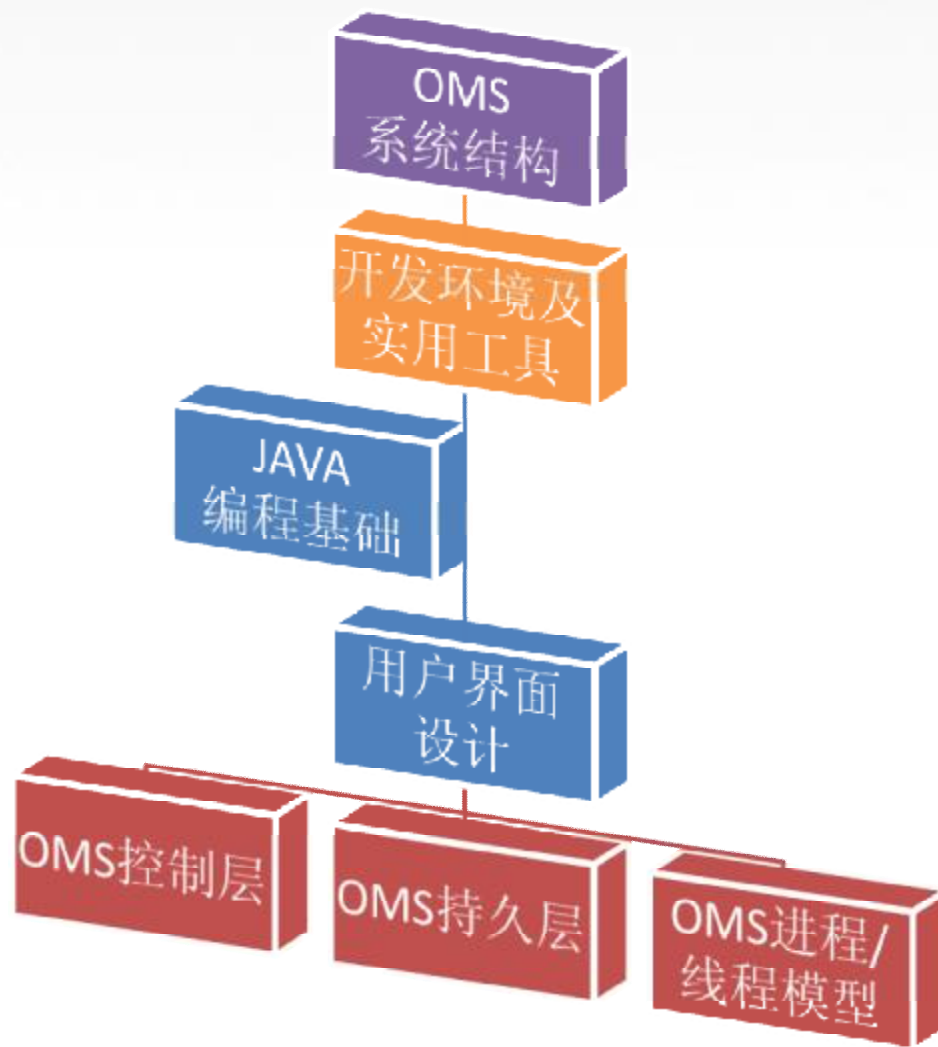 OMS
系统结构
开发环境及
实用工具
JAVA
编程基础
用户界面
设计
OMS控制层
OMS持久层
OMS进程/
线程模型